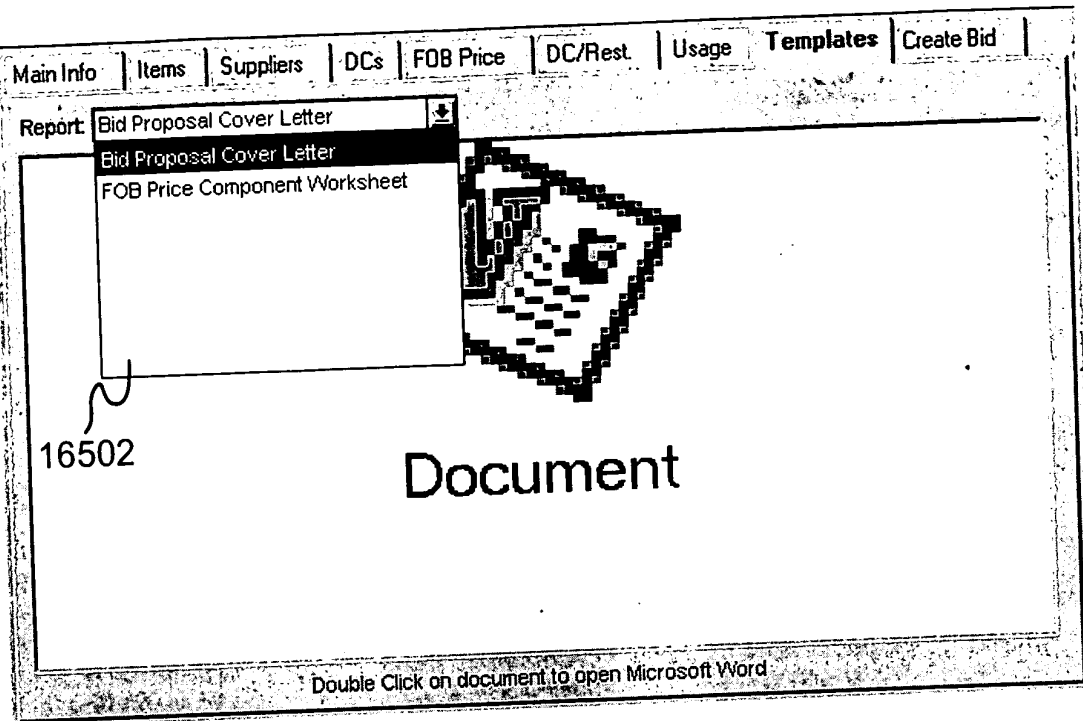 Main Info Items Suppliers DCs FOB Price DC/Rest. Usage Templates Create Bid
Report: Bid Proposal Cover Letter
Bid Proposal Cover Letter
FOB Price Component Worksheet
16502
Document
Double Click on document to open Microsoft Word